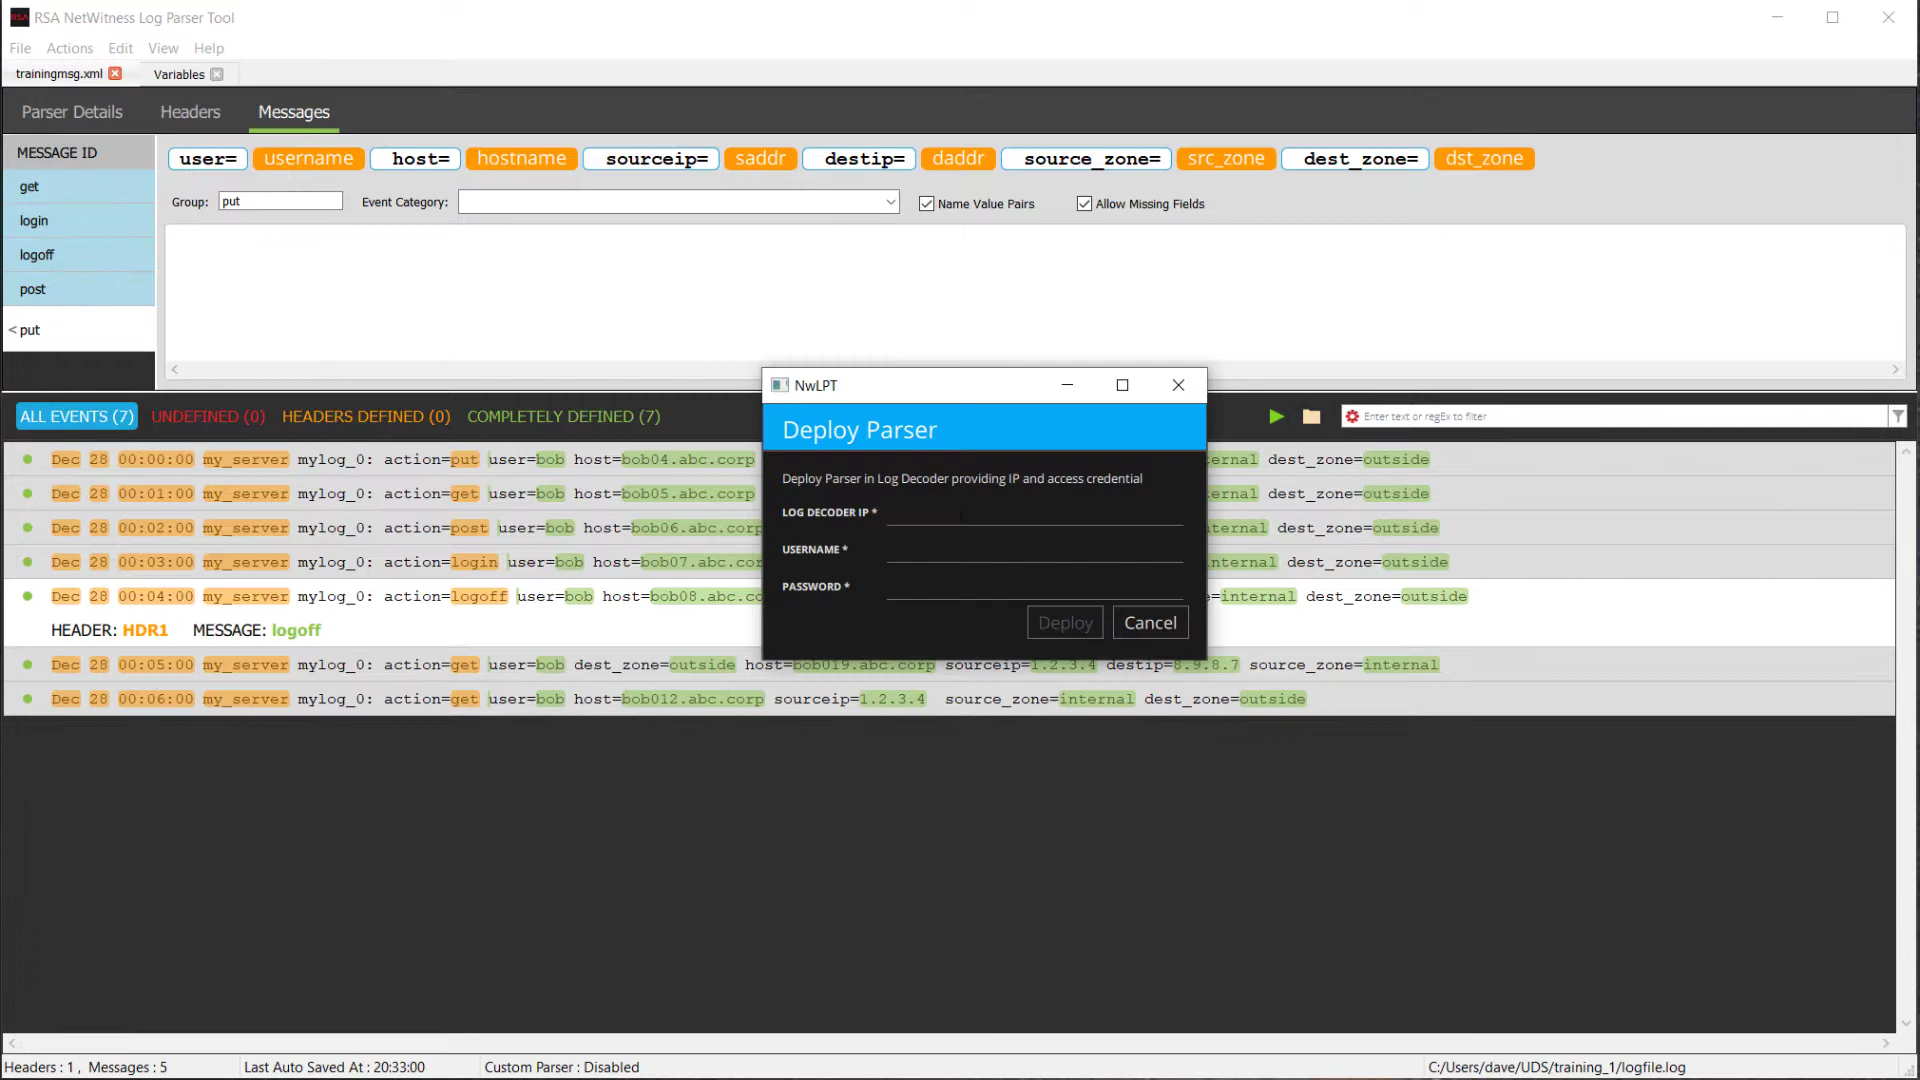 RSA RSA NetWitness Log Parser Tool
File Actions Edit View Help
trainingmsg.xml Variables
Parser Details Headers Messages
MESSAGE ID
get
login
logoff
post
< put
user= username host= hostname sourceip= saddr destip= daddr source_zone= src_zone dest_zone= dst_zone
Group: put Event Category: Name Value Pairs Allow Missing Fields
ALL EVENTS (7) UNDEFINED (0) HEADERS DEFINED (0) COMPLETELY DEFINED (7) Enter text or regEx to filter
Dec 28 00:00:00 my_server mylog_0: action=put user=bob host=bob04.abc.corp ernal dest_zone=outside
Dec 28 00:01:00 my_server mylog_0: action=get user=bob host=bob05.abc.corp ernal dest_zone=outside
Dec 28 00:02:00 my_server mylog_0: action=post user=bob host=bob06.abc.corp nternal dest_zone=outside
Dec 28 00:03:00 my_server mylog_0: action=login user=bob host=bob07.abc.cor nternal dest_zone=outside
Dec 28 00:04:00 my_server mylog_0: action=logoff user=bob host=bob08.abc.co =internal dest_zone=outside
HEADER: HDR1 MESSAGE: logoff
Dec 28 00:05:00 my_server mylog_0: action=get user=bob dest_zone=outside host=bob019.abc.corp sourceip=1.2.3.4 destip=8.9.8.7 source_zone=internal
Dec 28 00:06:00 my_server mylog_0: action=get user=bob host=bob012.abc.corp sourceip=1.2.3.4 source_zone=internal dest_zone=outside
NwLPT
Deploy Parser
Deploy Parser in Log Decoder providing IP and access credential
LOG DECODER IP *
USERNAME *
PASSWORD *
Deploy Cancel
Headers : 1 , Messages : 5 Last Auto Saved At : 20:33:00 Custom Parser : Disabled C:/Users/dave/UDS/training_1/logfile.log